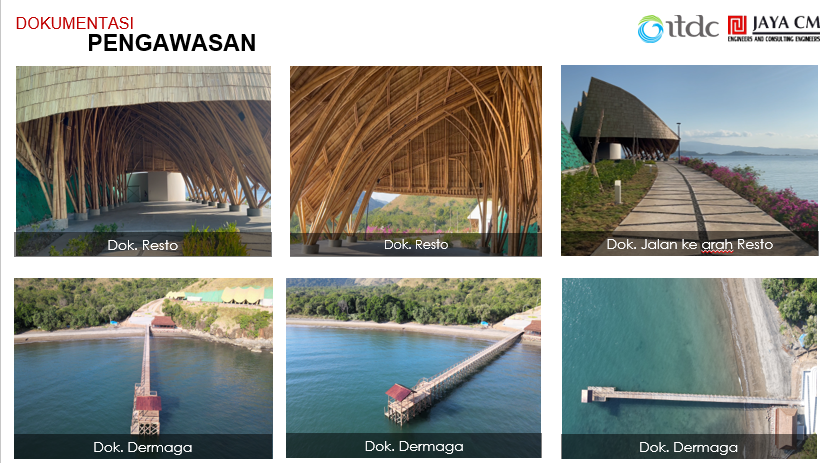 DOKUMENTASI
PENGAWASAN
itdc
JAYA CM
ENGINEERS AND CONSULTING ENGINEERS
Dok. Resto
Dok. Resto
Dok. Jalan ke arah Resto
Dok. Dermaga
Dok. Dermaga
Dok. Dermaga